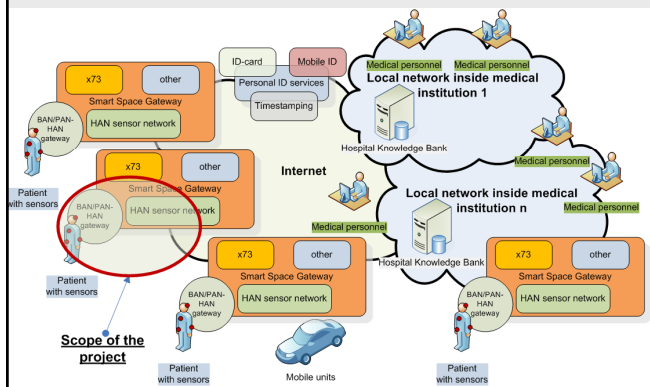 ID-card
Mobile ID
Personal ID services
Timestamping
Medical personnel
Medical personnel
Local network inside medical
institution 1
Hospital Knowledge Bank
x73
other
Smart Space Gateway
BAN/PAN-
HAN
gateway
HAN sensor network
Patient
with sensors
x73
other
Smart Space Gateway
BAN/PAN-
HAN
gateway
HAN sensor network
Patient
with sensors
Internet
Medical personnel
Medical personnel
Medical personnel
Local network inside medical
institution n
Hospital Knowledge Bank
x73
other
Smart Space Gateway
BAN/PAN-
HAN
gateway
HAN sensor network
Patient
with sensors
x73
other
Smart Space Gateway
BAN/PAN-
HAN
gateway
HAN sensor network
Patient
with sensors
Scope of the
project
Mobile units